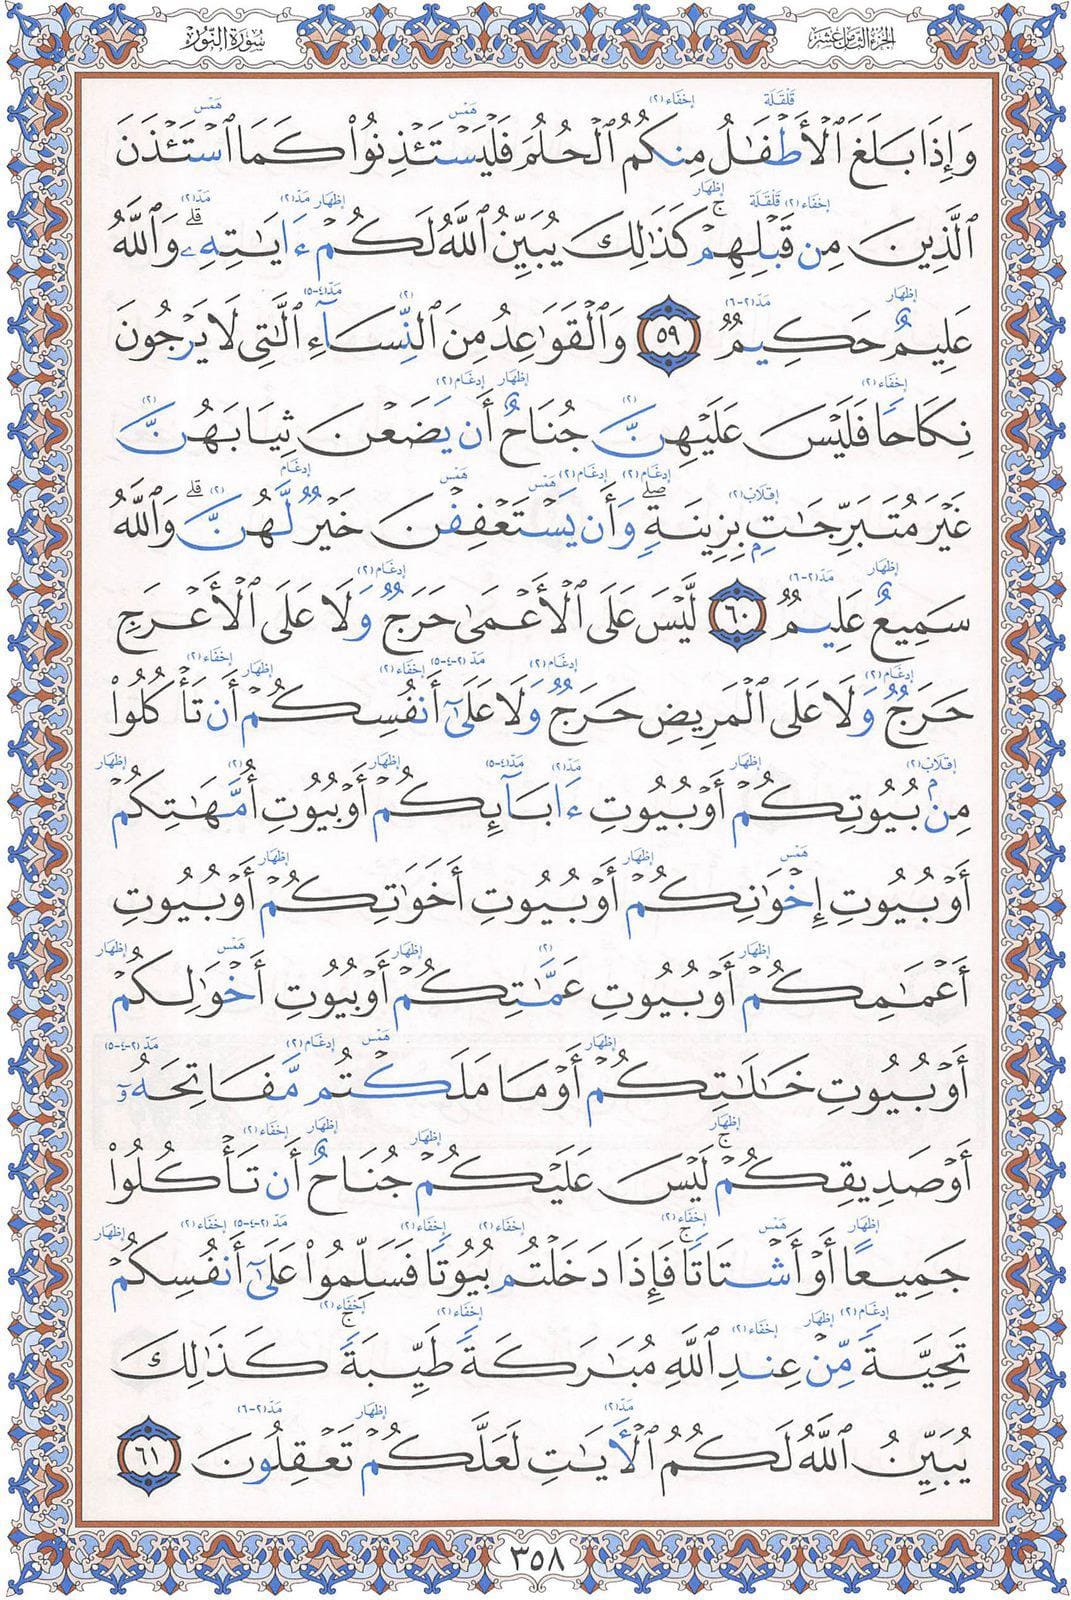 الجزء الثامن عشر
سورة النور
وَإِذَا بَلَغَ ٱلْأَطْفَـٰلُ مِنكُمُ ٱلْحُلُمَ فَلْيَسْتَـْٔذِنُوا۟ كَمَا ٱسْتَـْٔذَنَ
ٱلَّذِينَ مِن قَبْلِهِمْ ۚ كَذَٰلِكَ يُبَيِّنُ ٱللَّهُ لَكُمْ ءَايَـٰتِهِۦ ۗ وَٱللَّهُ
عَلِيمٌ حَكِيمٌ ٥٩ وَٱلْقَوَٰعِدُ مِنَ ٱلنِّسَآءِ ٱلَّـٰتِى لَا يَرْجُونَ
نِكَاحًا فَلَيْسَ عَلَيْهِنَّ جُنَاحٌ أَن يَضَعْنَ ثِيَابَهُنَّ
غَيْرَ مُتَبَرِّجَـٰتٍۭ بِزِينَةٍ ۖ وَأَن يَسْتَعْفِفْنَ خَيْرٌ لَّهُنَّ ۗ وَٱللَّهُ
سَمِيعٌ عَلِيمٌ ٦٠ لَّيْسَ عَلَى ٱلْأَعْمَىٰ حَرَجٌ وَلَا عَلَى ٱلْأَعْرَجِ
حَرَجٌ وَلَا عَلَى ٱلْمَرِيضِ حَرَجٌ وَلَا عَلَىٰٓ أَنفُسِكُمْ أَن تَأْكُلُوا۟
مِنۢ بُيُوتِكُمْ أَوْ بُيُوتِ ءَابَآئِكُمْ أَوْ بُيُوتِ أُمَّهَـٰتِكُمْ
أَوْ بُيُوتِ إِخْوَٰنِكُمْ أَوْ بُيُوتِ أَخَوَٰتِكُمْ أَوْ بُيُوتِ
أَعْمَـٰمِكُمْ أَوْ بُيُوتِ عَمَّـٰتِكُمْ أَوْ بُيُوتِ أَخْوَٰلِكُمْ
أَوْ بُيُوتِ خَـٰلَـٰتِكُمْ أَوْ مَا مَلَكْتُم مَّفَاتِحَهُۥٓ
أَوْ صَدِيقِكُمْ ۚ لَيْسَ عَلَيْكُمْ جُنَاحٌ أَن تَأْكُلُوا۟
جَمِيعًا أَوْ أَشْتَاتًا ۚ فَإِذَا دَخَلْتُم بُيُوتًا فَسَلِّمُوا۟ عَلَىٰٓ أَنفُسِكُمْ
تَحِيَّةً مِّنْ عِندِ ٱللَّهِ مُبَـٰرَكَةً طَيِّبَةً ۚ كَذَٰلِكَ
يُبَيِّنُ ٱللَّهُ لَكُمُ ٱلْـَٔايَـٰتِ لَعَلَّكُمْ تَعْقِلُونَ ٦١
٣٥٨